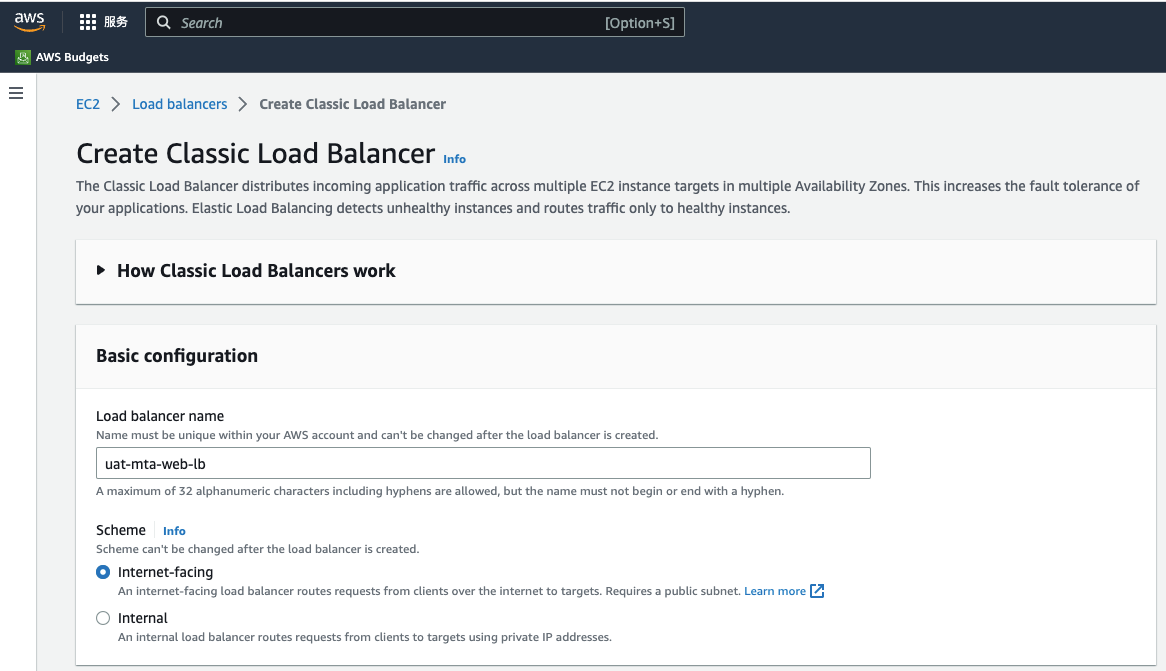 aws
服务
Search
[Option+S]
AWS Budgets
EC2 > Load balancers > Create Classic Load Balancer
Create Classic Load Balancer Info
The Classic Load Balancer distributes incoming application traffic across multiple EC2 instance targets in multiple Availability Zones. This increases the fault tolerance of
your applications. Elastic Load Balancing detects unhealthy instances and routes traffic only to healthy instances.
How Classic Load Balancers work
Basic configuration
Load balancer name
Name must be unique within your AWS account and can't be changed after the load balancer is created.
uat-mta-web-lb
A maximum of 32 alphanumeric characters including hyphens are allowed, but the name must not begin or end with a hyphen.
Scheme Info
Scheme can't be changed after the load balancer is created.
Internet-facing
An internet-facing load balancer routes requests from clients over the internet to targets. Requires a public subnet. Learn more
Internal
An internal load balancer routes requests from clients to targets using private IP addresses.